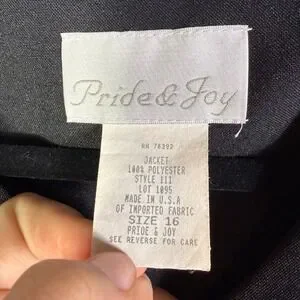 Pride & Joy
RN 76392
JACKET
100% POLYESTER
STYLE III
LOT 1095
MADE IN U.S.A
OF IMPORTED FABRIC
SIZE 16
PRIDE & JOY
SEE REVERSE FOR CARE